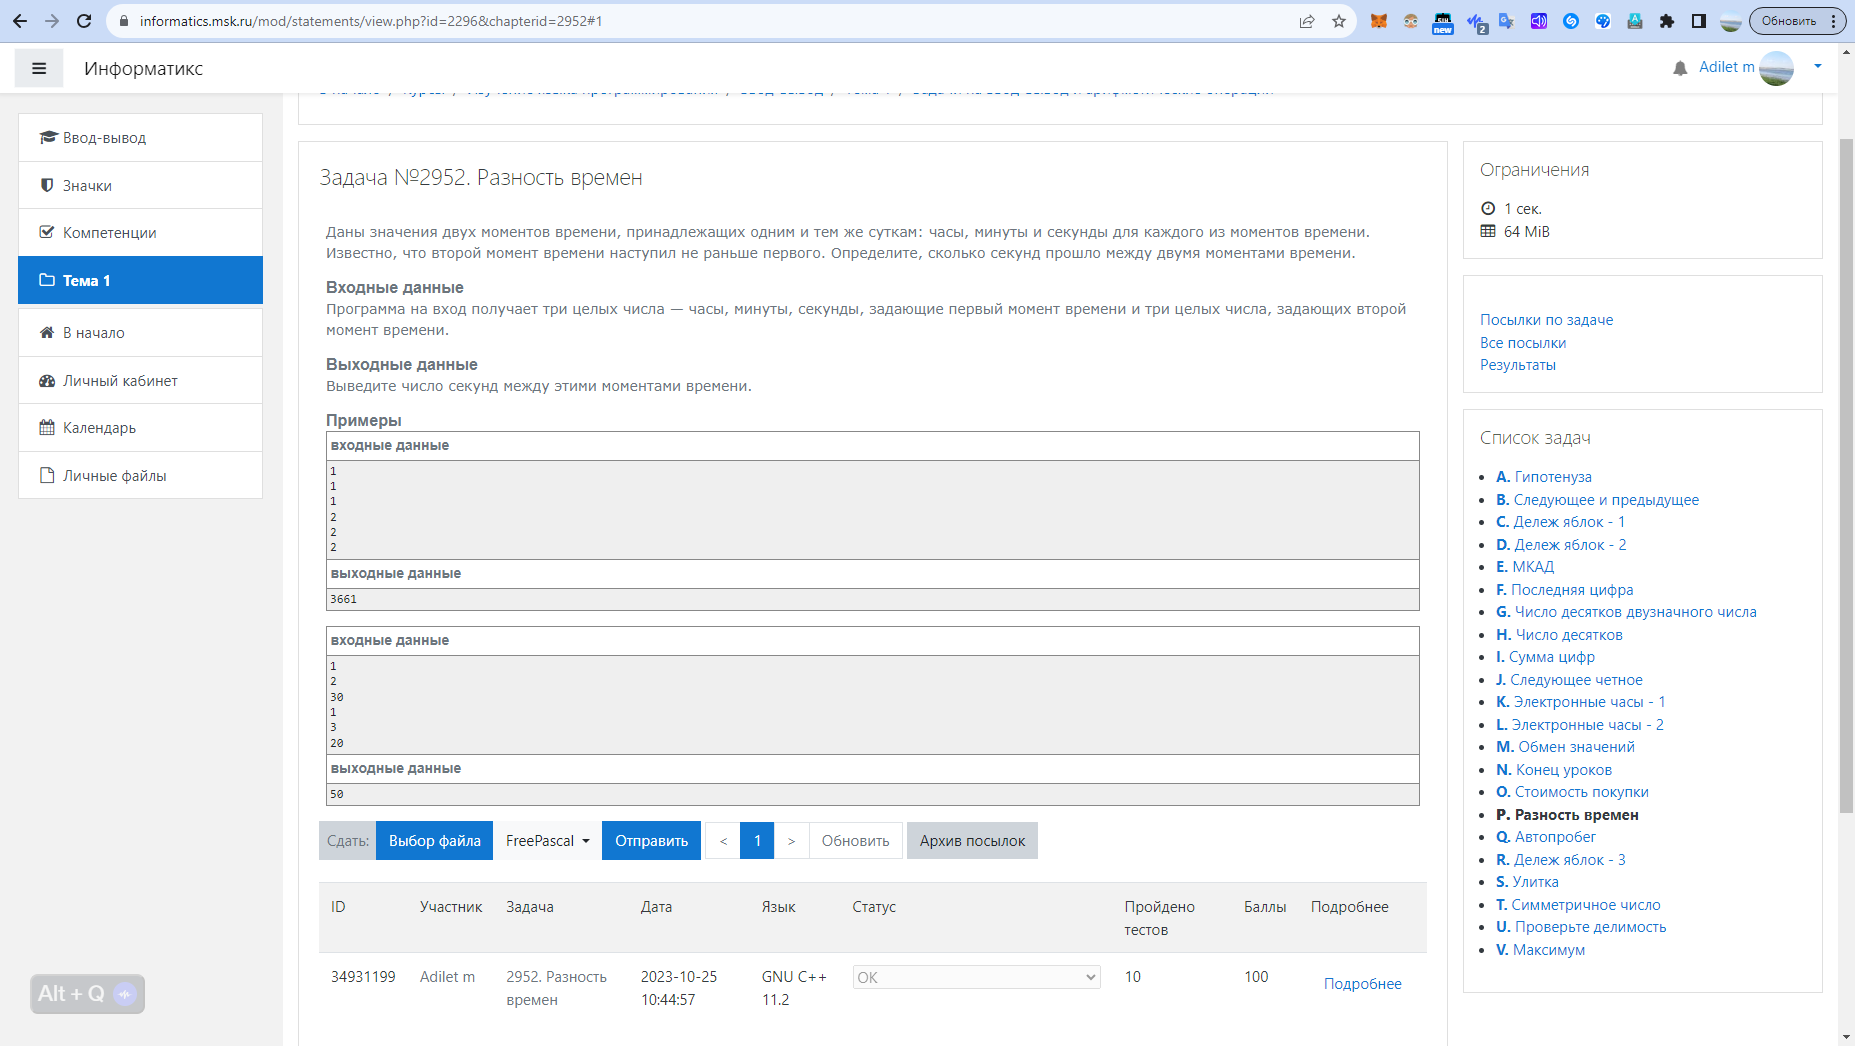 informatics.msk.ru/mod/statements/view.php?id=2296&chapterid=2952#1
new
2
Обновить
Информатикс
Adilet m
Ввод-вывод
Значки
Компетенции
Тема 1
В начало
Личный кабинет
Календарь
Личные файлы
Задача №2952. Разность времен
Даны значения двух моментов времени, принадлежащих одним и тем же суткам: часы, минуты и секунды для каждого из моментов времени.
Известно, что второй момент времени наступил не раньше первого. Определите, сколько секунд прошло между двумя моментами времени.
Входные данные
Программа на вход получает три целых числа — часы, минуты, секунды, задающие первый момент времени и три целых числа, задающих второй
момент времени.
Выходные данные
Выведите число секунд между этими моментами времени.
Примеры
входные данные
1
1
1
2
2
2
выходные данные
3661
входные данные
1
2
30
1
3
20
выходные данные
50
Сдать: Выбор файла FreePascal Отправить < 1 > Обновить Архив посылок
ID Участник Задача Дата Язык Статус Пройдено тестов Баллы Подробнее
34931199 Adilet m 2952. Разность времен 2023-10-25 10:44:57 GNU C++ 11.2 OK 10 100 Подробнее
Ограничения
1 сек.
64 MiB
Посылки по задаче
Все посылки
Результаты
Список задач
A. Гипотенуза
B. Следующее и предыдущее
C. Дележ яблок - 1
D. Дележ яблок - 2
E. МКАД
F. Последняя цифра
G. Число десятков двузначного числа
H. Число десятков
I. Сумма цифр
J. Следующее четное
K. Электронные часы - 1
L. Электронные часы - 2
M. Обмен значений
N. Конец уроков
O. Стоимость покупки
P. Разность времен
Q. Автопробег
R. Дележ яблок - 3
S. Улитка
T. Симметричное число
U. Проверьте делимость
V. Максимум
Alt + Q